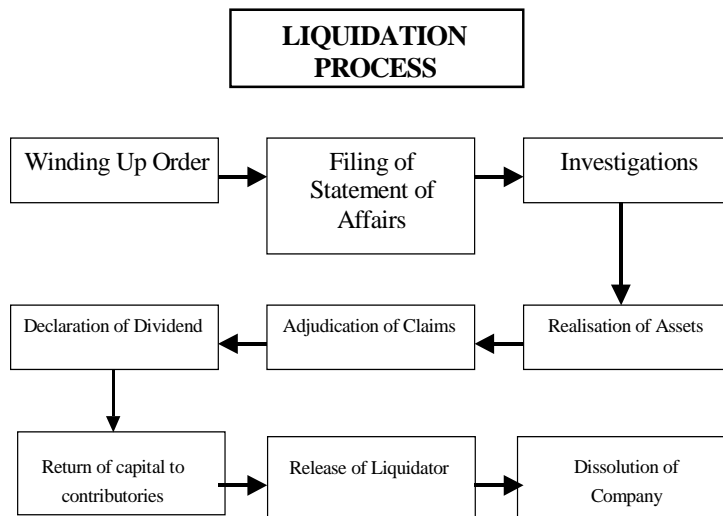 LIQUIDATION
PROCESS
Winding Up Order
Filing of
Statement of
Affairs
Investigations
Declaration of Dividend
Adjudication of Claims
Realisation of Assets
Return of capital to
contributories
Release of Liquidator
Dissolution of
Company